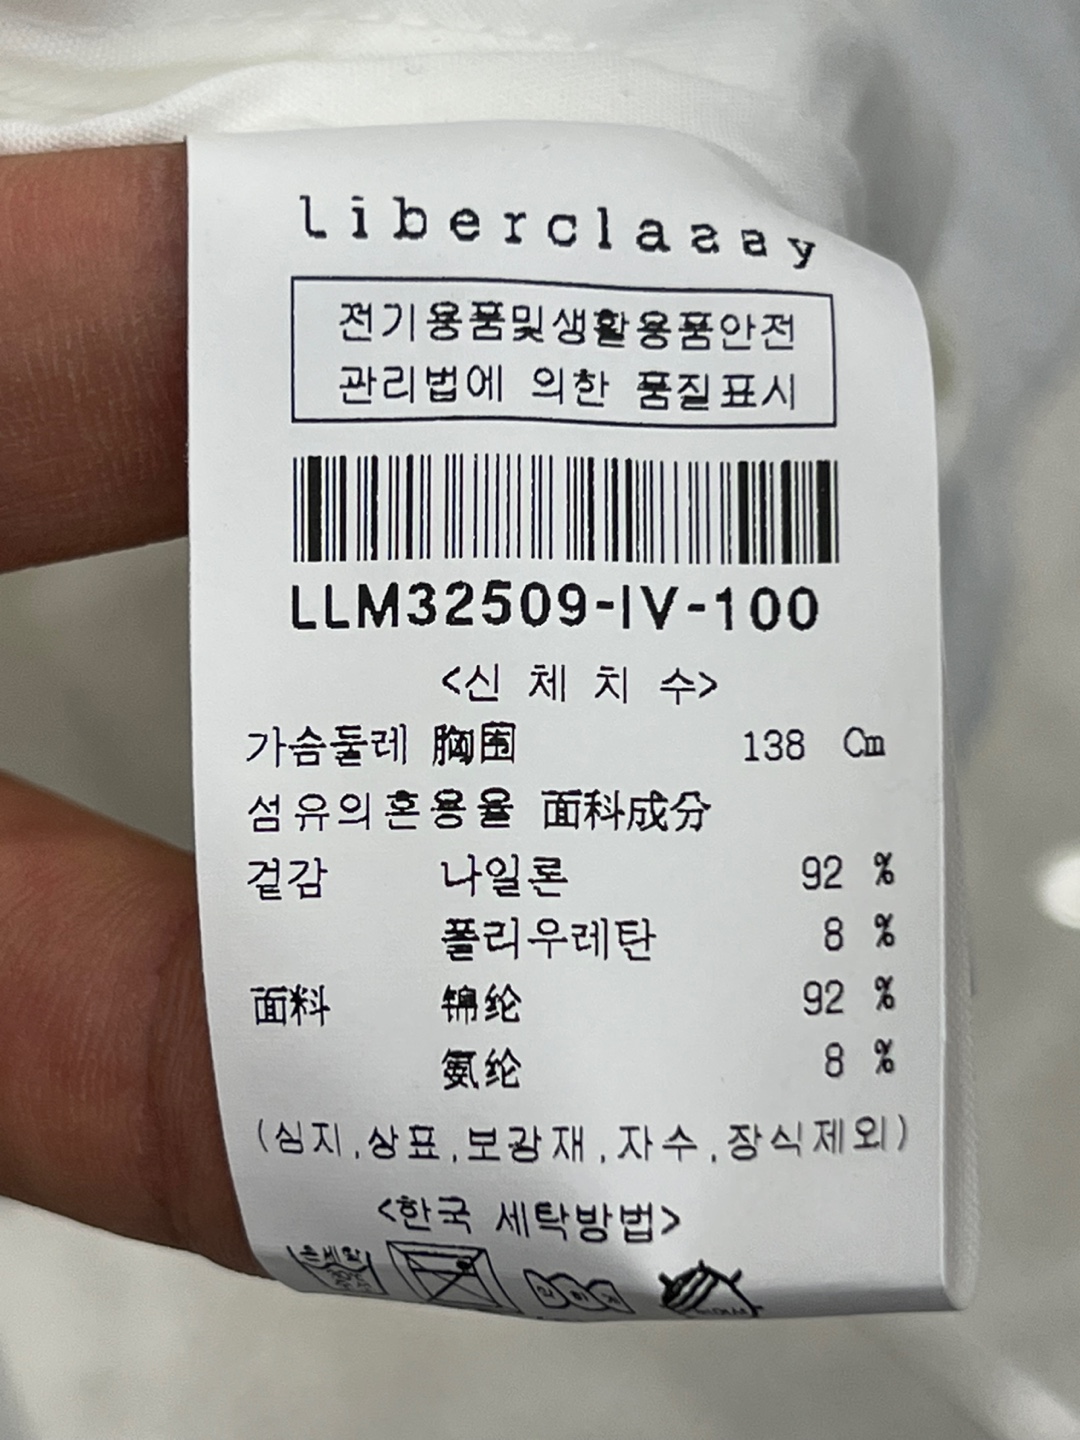 liberclassy
전기용품및생활용품안전
관리법에 의한 품질표시
LLM32509-IV-100
<신 체 치 수>
가슴둘레 胸围 138 Cm
섬유의혼용율 面料成分
겉감 나일론 92 %
폴리우레탄 8 %
面料 锦纶 92 %
氨纶 8 %
(심지,상표,보강재,자수,장식제외)
<한국 세탁방법>